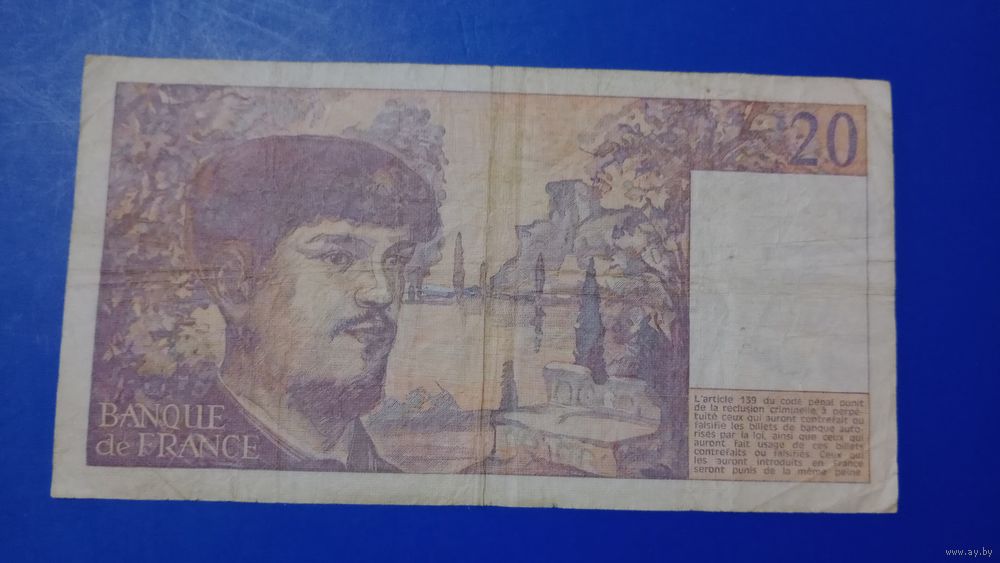 20
BANQUE
de FRANCE
L'article 139 du code pénal punit
de la réclusion criminelle à perpé-
tuité ceux qui auront contrefait ou
falsifié les billets de banque auto-
risés par la loi, ainsi que ceux qui
auront fait usage de ces billets
contrefaits ou falsifiés. Ceux qui
les auront introduits en France
seront punis de la même peine
www.ay.by